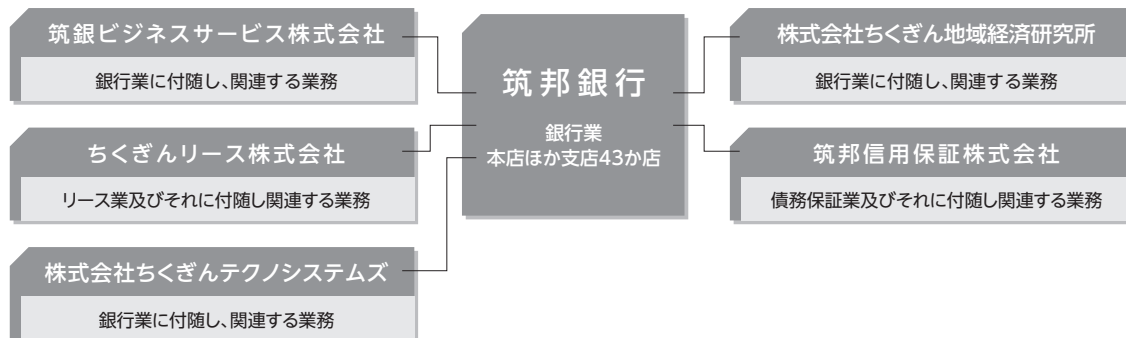 筑銀ビジネスサービス株式会社
銀行業に付随し、関連する業務
ちくぎんリース株式会社
リース業及びそれに付随し関連する業務
株式会社ちくぎんテクノシステムズ
銀行業に付随し、関連する業務
筑邦銀行
銀行業
本店ほか支店43か店
株式会社ちくぎん地域経済研究所
銀行業に付随し、関連する業務
筑邦信用保証株式会社
債務保証業及びそれに付随し関連する業務